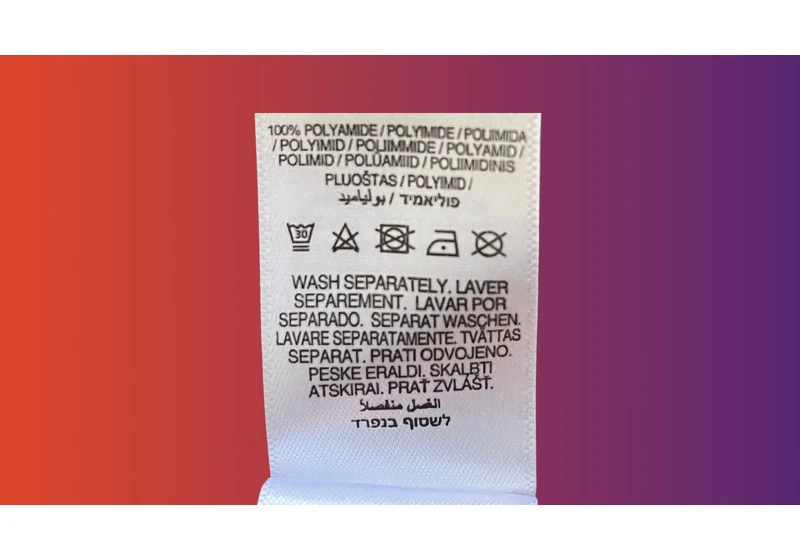 100% POLYAMIDE / POLYIMIDE / POLIIMIDA
/ POLYIMID / POLIIMMIDE / POLYAMID /
POLIMID / POLÜAMIID / POLIIMIDINIS
PLUOŠTAS / POLYIMID /
פוליאמיד / بولياميد
30
WASH SEPARATELY. LAVER
SEPAREMENT. LAVAR POR
SEPARADO. SEPARAT WASCHEN.
LAVARE SEPARATAMENTE. TVÄTTAS
SEPARAT. PRATI ODVOJENO.
PESKE ERALDI. SKALBTI
ATSKIRAI. PRAŤ ZVLÁŠŤ.
الغسل منفصلاً
לשטוף בנפרד